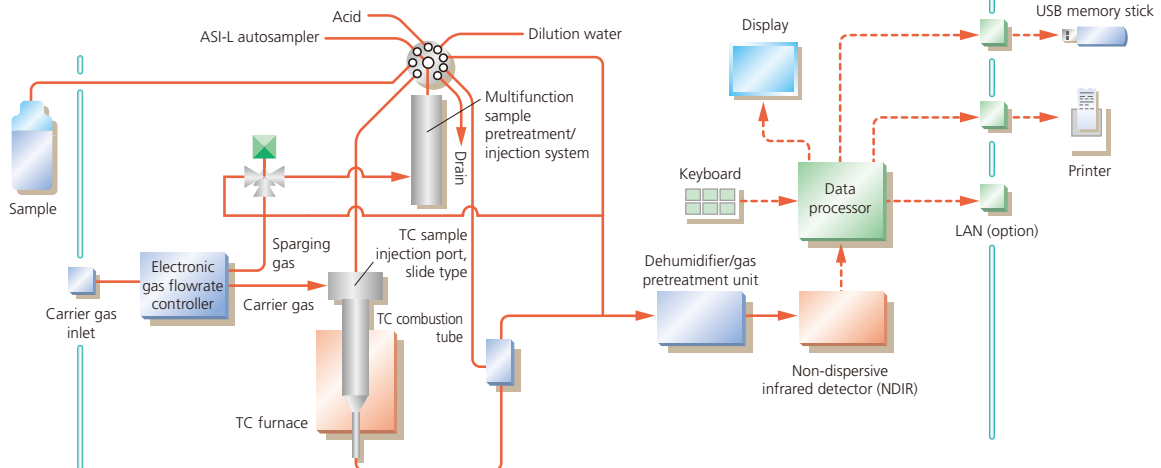 Acid
ASI-L autosampler
Dilution water
Multifunction
sample
pretreatment/
injection system
Drain
Sample
Sparging
gas
TC sample
injection port,
slide type
Electronic
gas flowrate
controller
Carrier gas
inlet
Carrier gas
TC combustion
tube
TC furnace
Display
Keyboard
Data
processor
Dehumidifier/gas
pretreatment unit
Non-dispersive
infrared detector (NDIR)
USB memory stick
Printer
LAN (option)